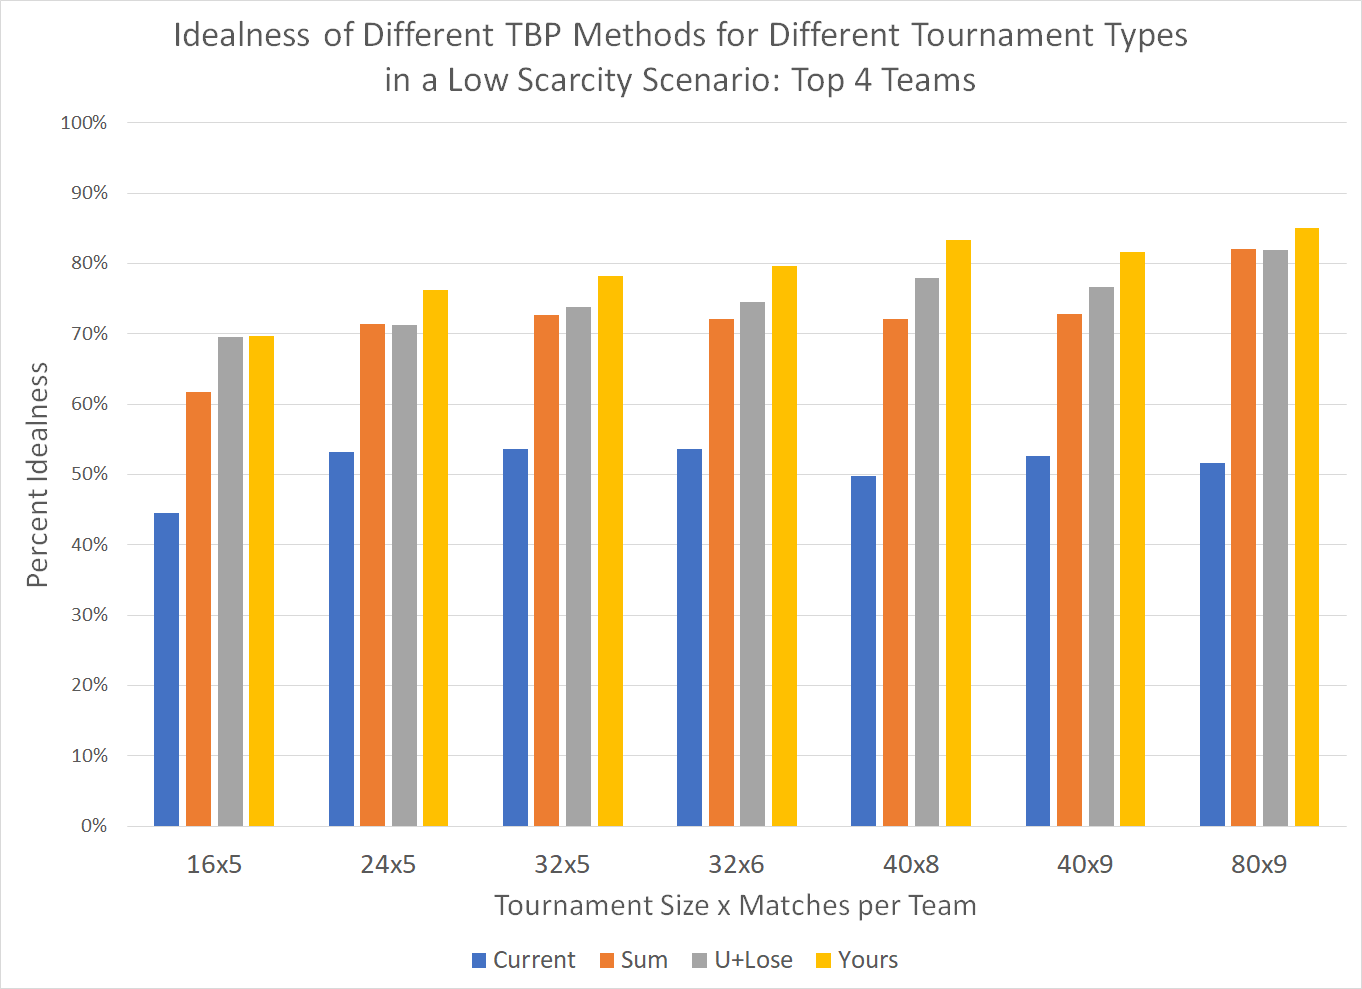 Idealness of Different TBP Methods for Different Tournament Types
in a Low Scarcity Scenario: Top 4 Teams
100%
90%
80%
70%
60%
50%
40%
30%
20%
10%
0%
Percent Idealness
16x5 24x5 32x5 32x6 40x8 40x9 80x9
Tournament Size x Matches per Team
Current Sum U+Lose Yours